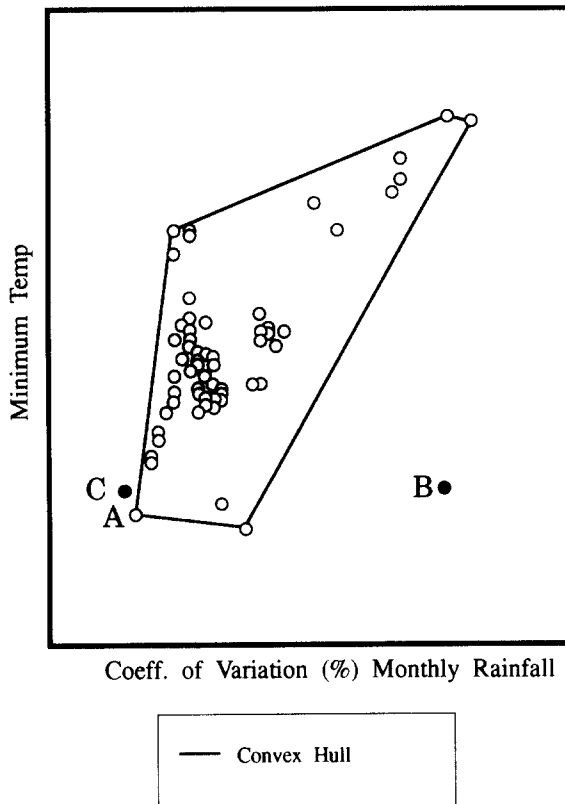 Minimum Temp
C
A
B
Coeff. of Variation (%) Monthly Rainfall
Convex Hull